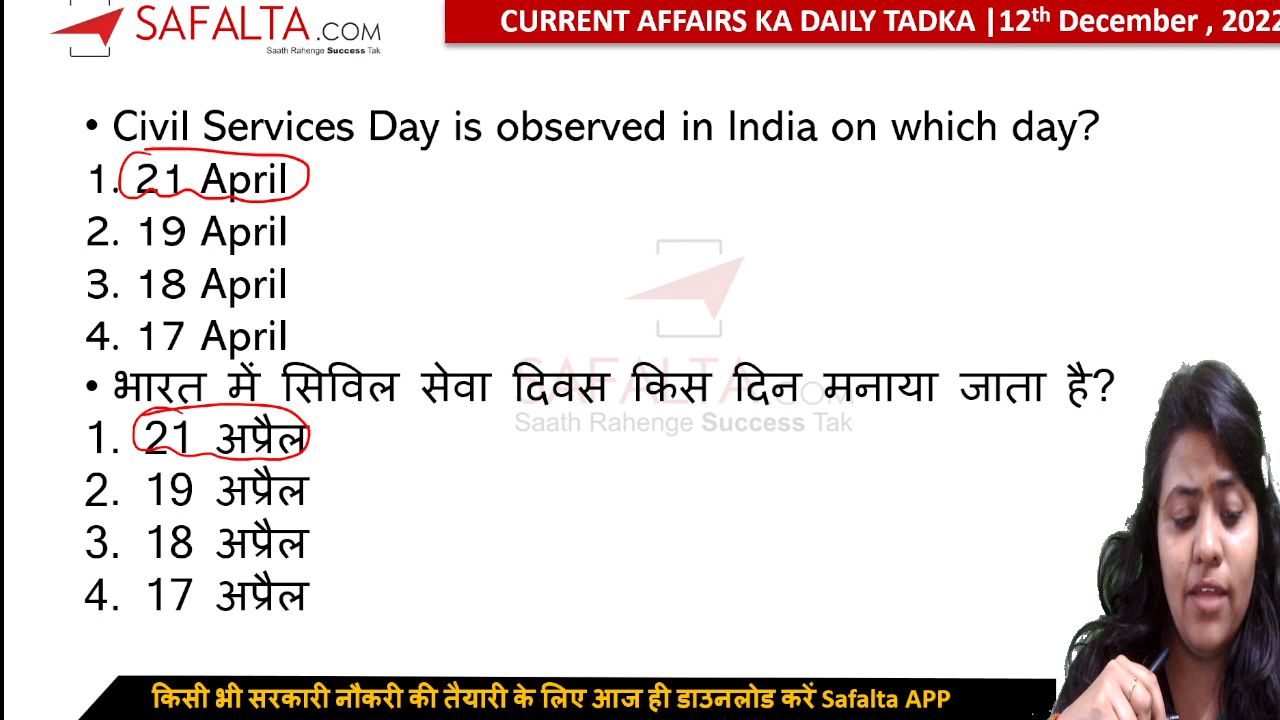 SAFALTA.COM
Saath Rahenge Success Tak
CURRENT AFFAIRS KA DAILY TADKA |12th December , 2022
• Civil Services Day is observed in India on which day?
1. 21 April
2. 19 April
3. 18 April
4. 17 April
SAFALTA.COM
• भारत में सिविल सेवा दिवस किस दिन मनाया जाता है?
Saath Rahenge Success Tak
1. 21 अप्रैल
2. 19 अप्रैल
3. 18 अप्रैल
4. 17 अप्रैल
किसी भी सरकारी नौकरी की तैयारी के लिए आज ही डाउनलोड करें Safalta APP